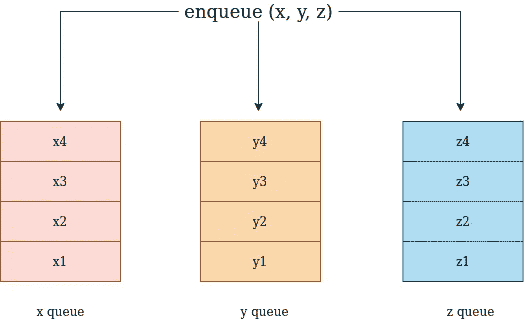 enqueue (x, y, z)
x4 y4 z4
x3 y3 z3
x2 y2 z2
x1 y1 z1
x queue y queue z queue